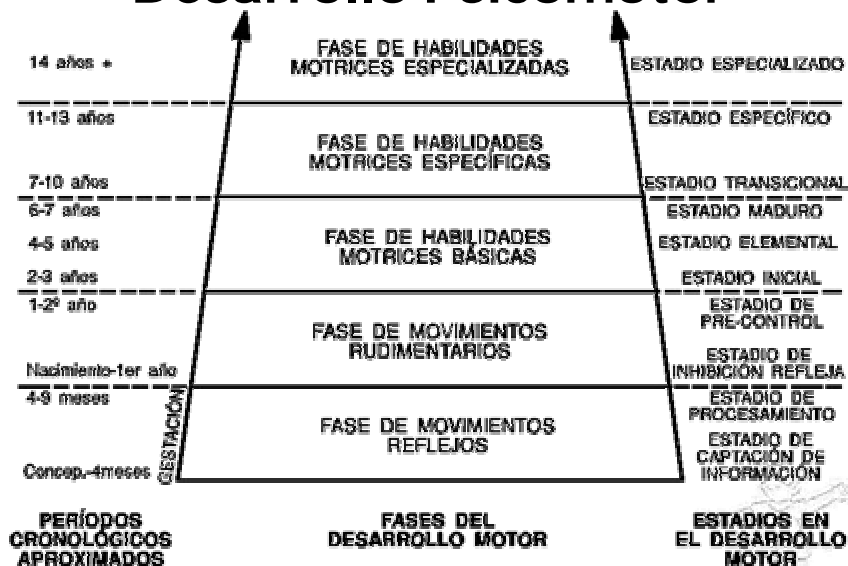 Desarrollo Psicomotor
FASE DE HABILIDADES
MOTRICES ESPECIALIZADAS
14 años +
ESTADIO ESPECIALIZADO
11-13 años
ESTADIO ESPECÍFICO
FASE DE HABILIDADES
MOTRICES ESPECÍFICAS
7-10 años
ESTADIO TRANSICIONAL
6-7 años
ESTADIO MADURO
FASE DE HABILIDADES
MOTRICES BÁSICAS
4-5 años
ESTADIO ELEMENTAL
2-3 años
ESTADIO INICIAL
1-2º año
ESTADIO DE
PRE-CONTROL
FASE DE MOVIMIENTOS
RUDIMENTARIOS
Nacimiento-1er año
ESTADIO DE
INHIBICIÓN REFLEJA
4-9 meses
ESTADIO DE
PROCESAMIENTO
GESTACIÓN
FASE DE MOVIMIENTOS
REFLEJOS
Concep.-4meses
ESTADIO DE
CAPTACIÓN DE
INFORMACIÓN
PERÍODOS
CRONOLÓGICOS
APROXIMADOS
FASES DEL
DESARROLLO MOTOR
ESTADIOS EN
EL DESARROLLO
MOTOR